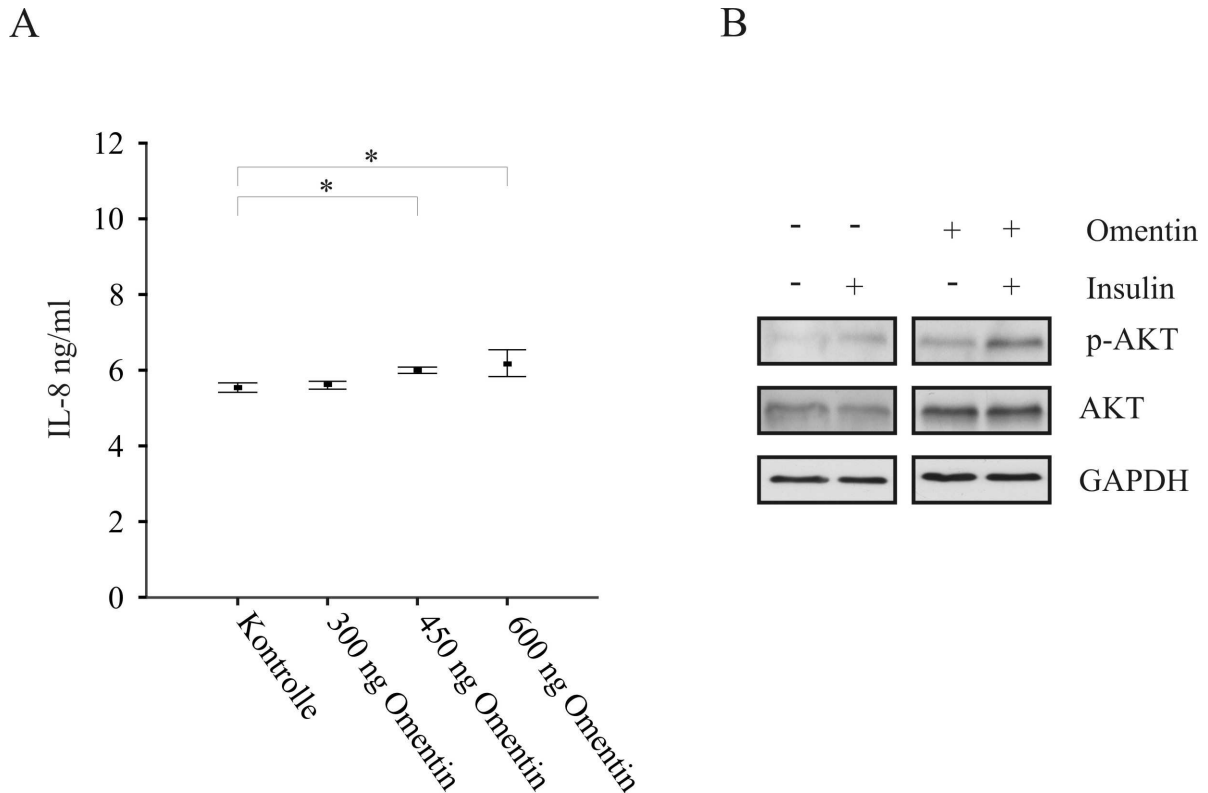 A
B
12
10
8
6
4
2
0
IL-8 ng/ml
*
*
Kontrolle
300 ng Omentin
450 ng Omentin
600 ng Omentin
- - + + Omentin
- + - + Insulin
p-AKT
AKT
GAPDH